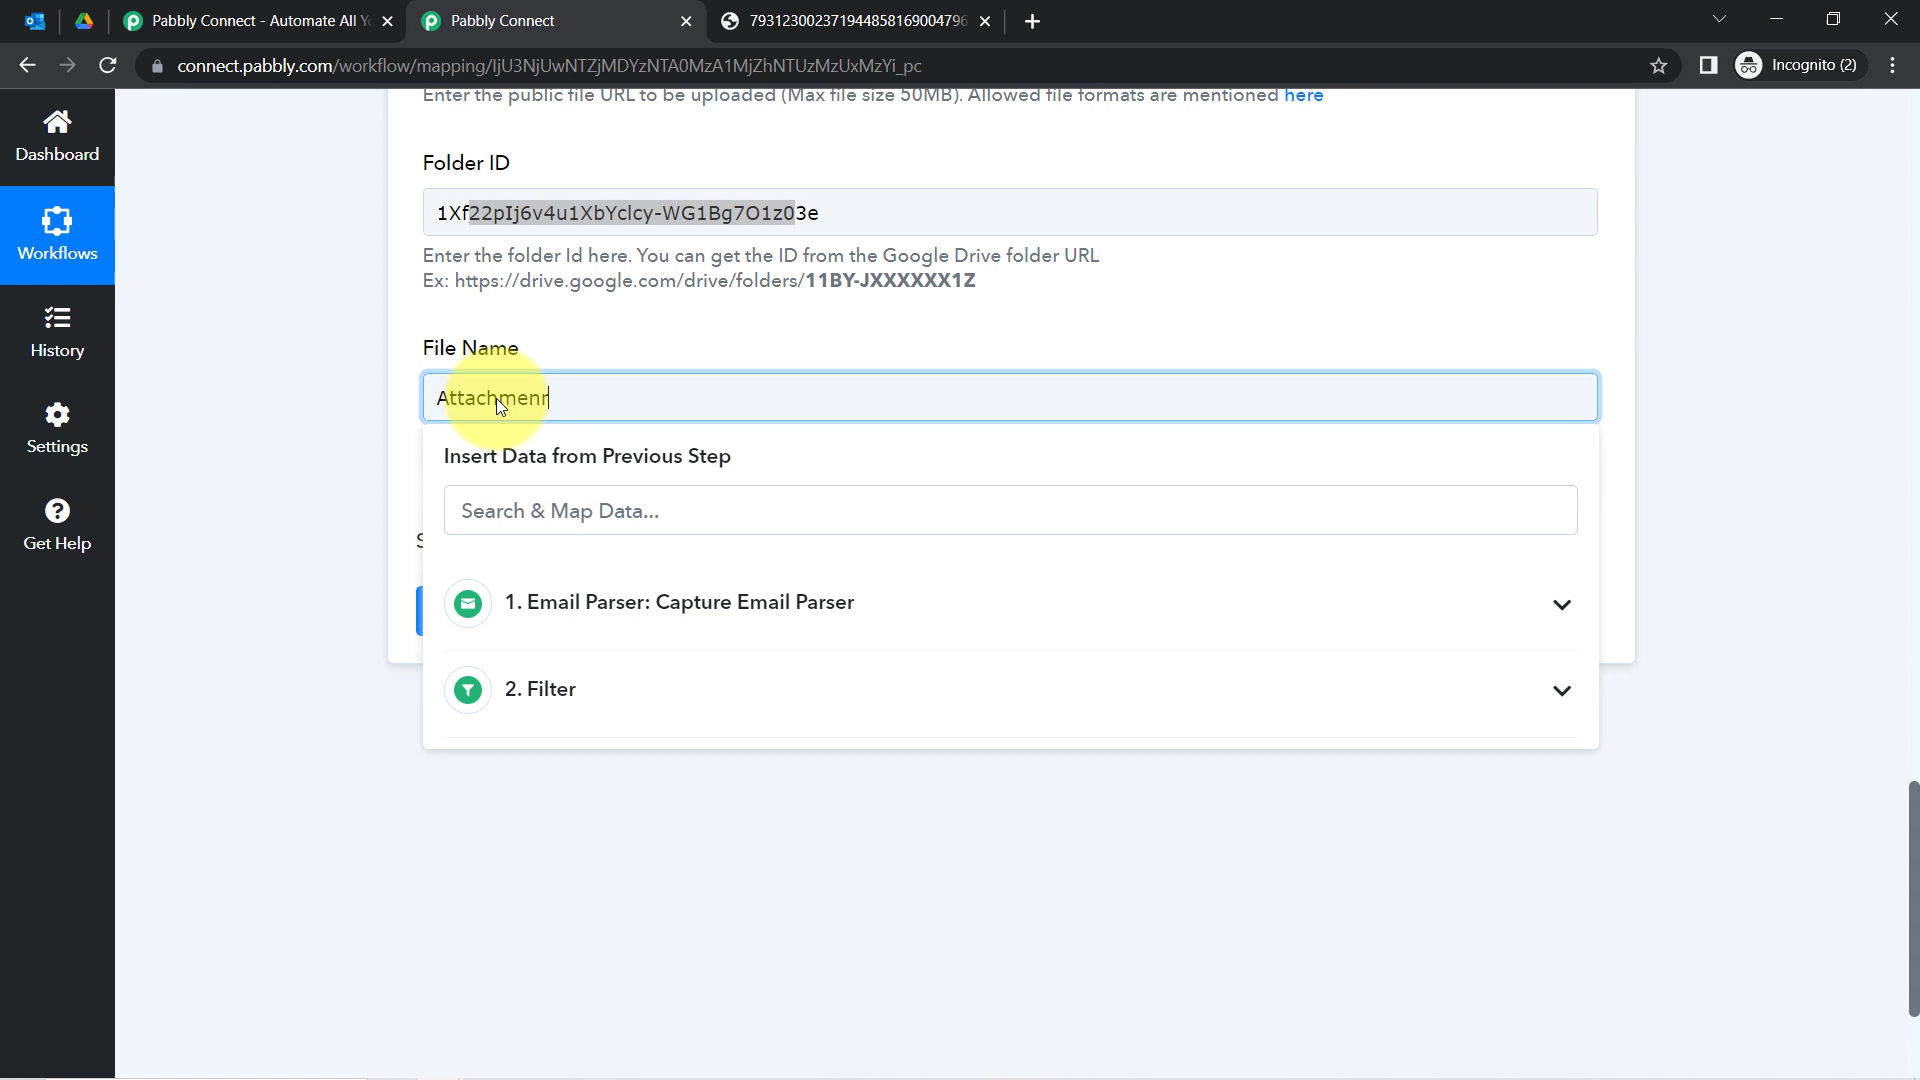 Pabbly Connect - Automate All Y
Pabbly Connect
79312300237194485816900479
connect.pabbly.com/workflow/mapping/IjU3NjUwNTZjMDYzNTA0MzA1MjZhNTUzMzUxMzYi_pc
Incognito (2)
Dashboard
Workflows
History
Settings
Get Help
Enter the public file URL to be uploaded (Max file size 50MB). Allowed file formats are mentioned here
Folder ID
1Xf22pIj6v4u1XbYclcy-WG1Bg7O1z03e
Enter the folder Id here. You can get the ID from the Google Drive folder URL
Ex: https://drive.google.com/drive/folders/11BY-JXXXXXX1Z
File Name
Attachmenr
Insert Data from Previous Step
Search & Map Data...
1. Email Parser: Capture Email Parser
2. Filter